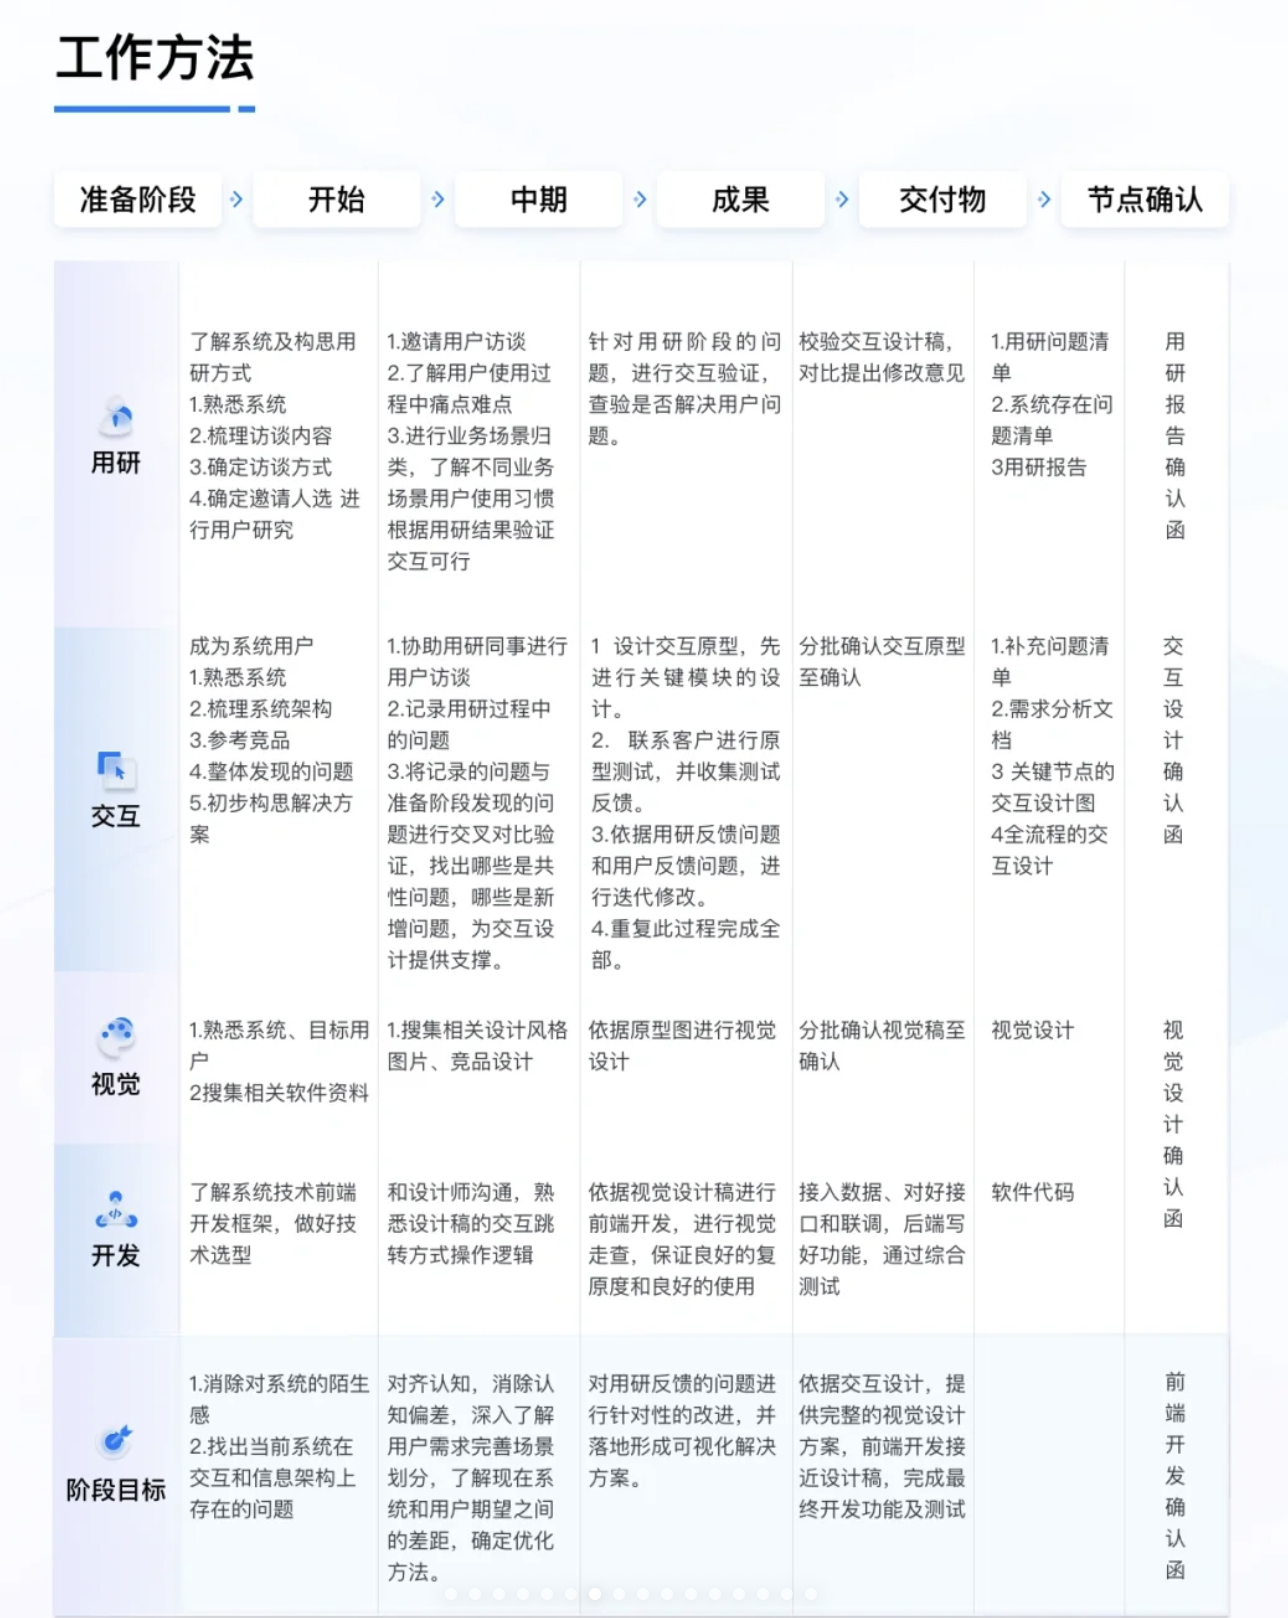 工作方法
准备阶段
开始
中期
成果
交付物
节点确认
用研
了解系统及构思用
研方式
1.熟悉系统
2.梳理访谈内容
3.确定访谈方式
4.确定邀请人选 进
行用户研究
1.邀请用户访谈
2.了解用户使用过
程中痛点难点
3.进行业务场景归
类，了解不同业务
场景用户使用习惯
根据用研结果验证
交互可行
针对用研阶段的问
题，进行交互验证，
查验是否解决用户问
题。
校验交互设计稿，
对比提出修改意见
1.用研问题清
单
2.系统存在问
题清单
3用研报告
用研报告确认函
交互
成为系统用户
1.熟悉系统
2.梳理系统架构
3.参考竞品
4.整体发现的问题
5.初步构思解决方
案
1.协助用研同事进行
用户访谈
2.记录用研过程中
的问题
3.将记录的问题与
准备阶段发现的问
题进行交叉对比验
证，找出哪些是共
性问题，哪些是新
增问题，为交互设
计提供支撑。
1 设计交互原型，先
进行关键模块的设
计。
2. 联系客户进行原
型测试，并收集测试
反馈。
3.依据用研反馈问题
和用户反馈问题，进
行迭代修改。
4.重复此过程完成全
部。
分批确认交互原型
至确认
1.补充问题清
单
2.需求分析文
档
3 关键节点的
交互设计图
4全流程的交
互设计
交互设计确认函
视觉
1.熟悉系统、目标用
户
2搜集相关软件资料
1.搜集相关设计风格
图片、竞品设计
依据原型图进行视觉
设计
分批确认视觉稿至
确认
视觉设计
视觉设计确认函
开发
了解系统技术前端
开发框架，做好技
术选型
和设计师沟通，熟
悉设计稿的交互跳
转方式操作逻辑
依据视觉设计稿进行
前端开发，进行视觉
走查，保证良好的复
原度和良好的使用
接入数据、对好接
口和联调，后端写
好功能，通过综合
测试
软件代码
阶段目标
1.消除对系统的陌生
感
2.找出当前系统在
交互和信息架构上
存在的问题
对齐认知，消除认
知偏差，深入了解
用户需求完善场景
划分，了解现在系
统和用户期望之间
的差距，确定优化
方法。
对用研反馈的问题进
行针对性的改进，并
落地形成可视化解决
方案。
依据交互设计，提
供完整的视觉设计
方案，前端开发接
近设计稿，完成最
终开发功能及测试
前端开发确认函